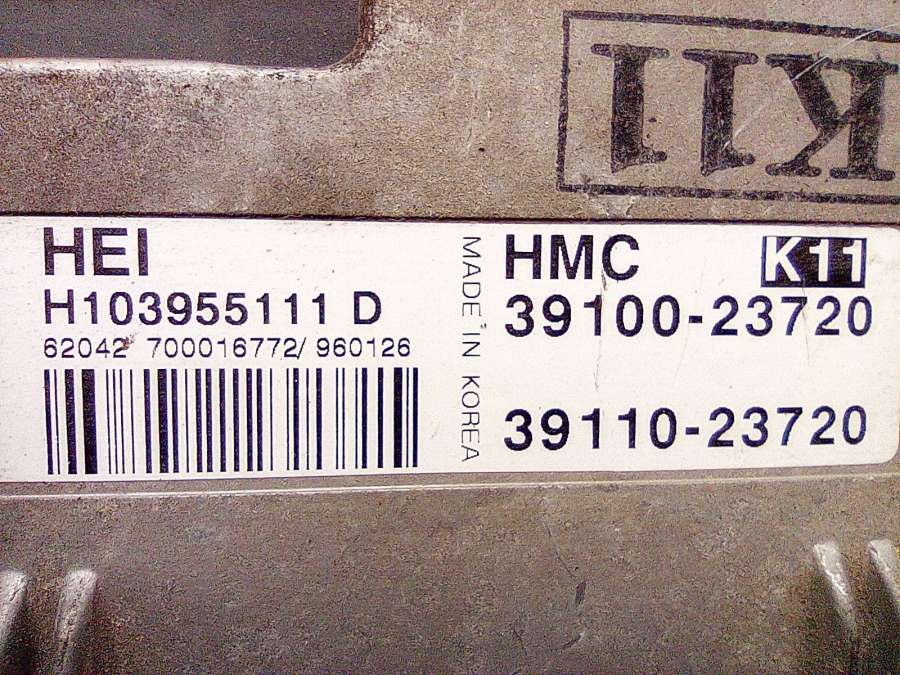 K11
HEI
H103955111 D
62042 700016772/ 960126
MADE IN KOREA
HMC K11
39100-23720
39110-23720